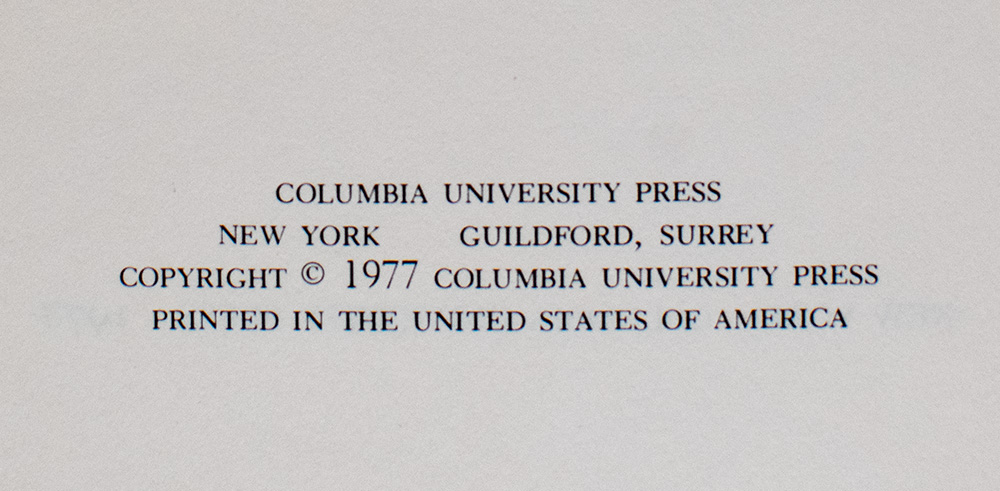 COLUMBIA UNIVERSITY PRESS
NEW YORK GUILDFORD, SURREY
COPYRIGHT © 1977 COLUMBIA UNIVERSITY PRESS
PRINTED IN THE UNITED STATES OF AMERICA